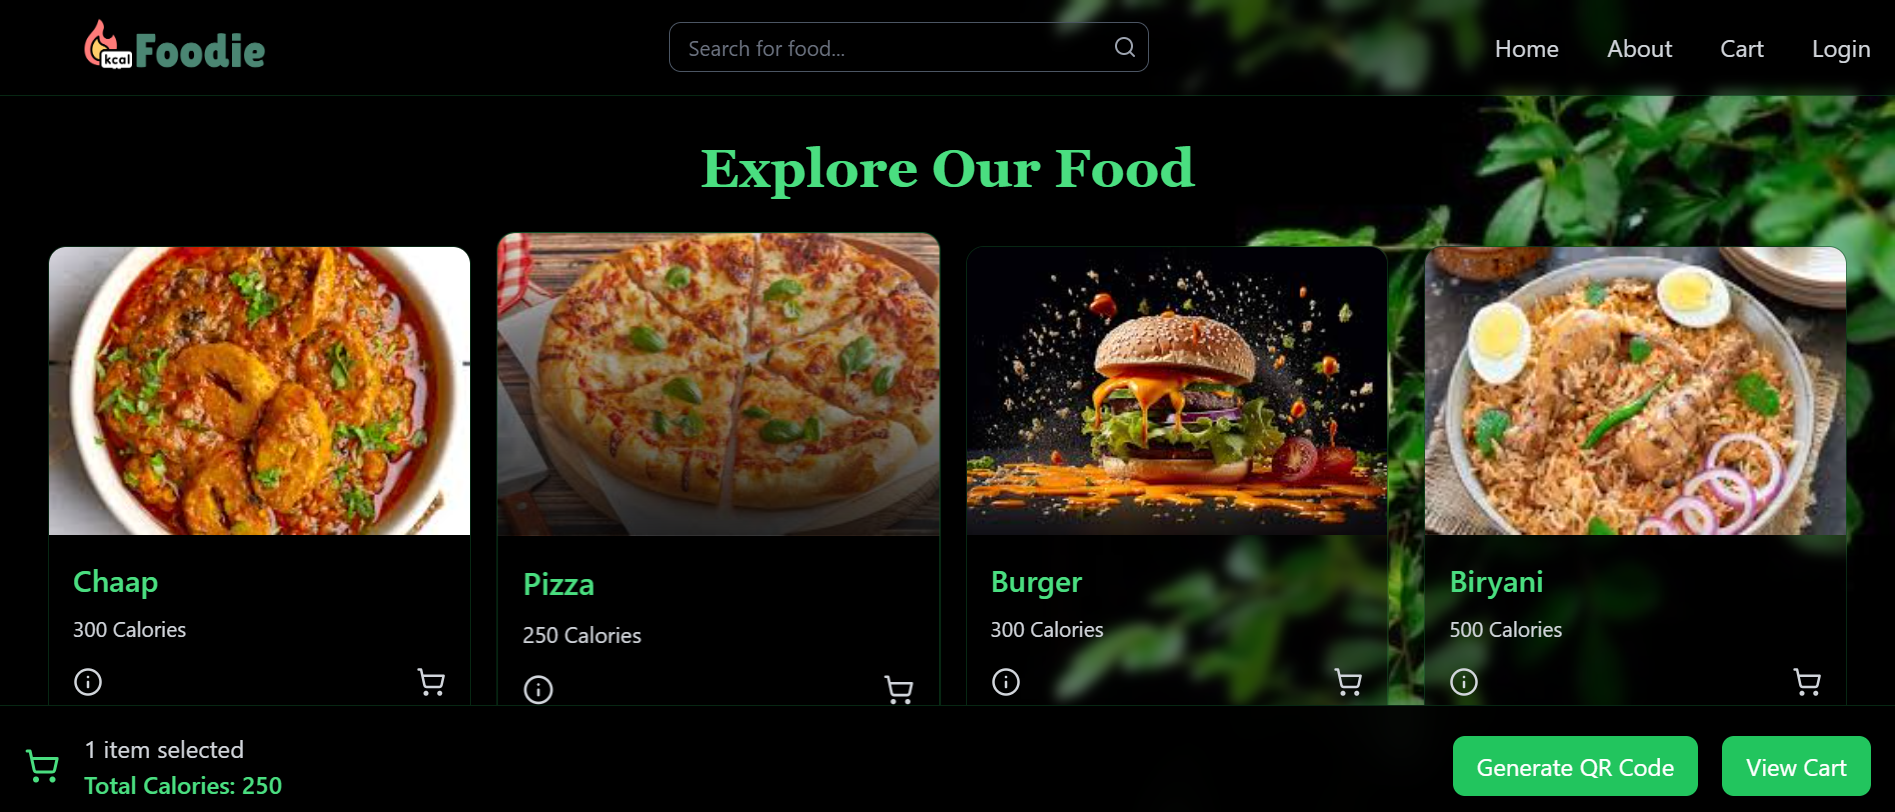 kcal Foodie
Search for food...
Home
About
Cart
Login
Explore Our Food
Chaap
300 Calories
Pizza
250 Calories
Burger
300 Calories
Biryani
500 Calories
1 item selected
Total Calories: 250
Generate QR Code
View Cart